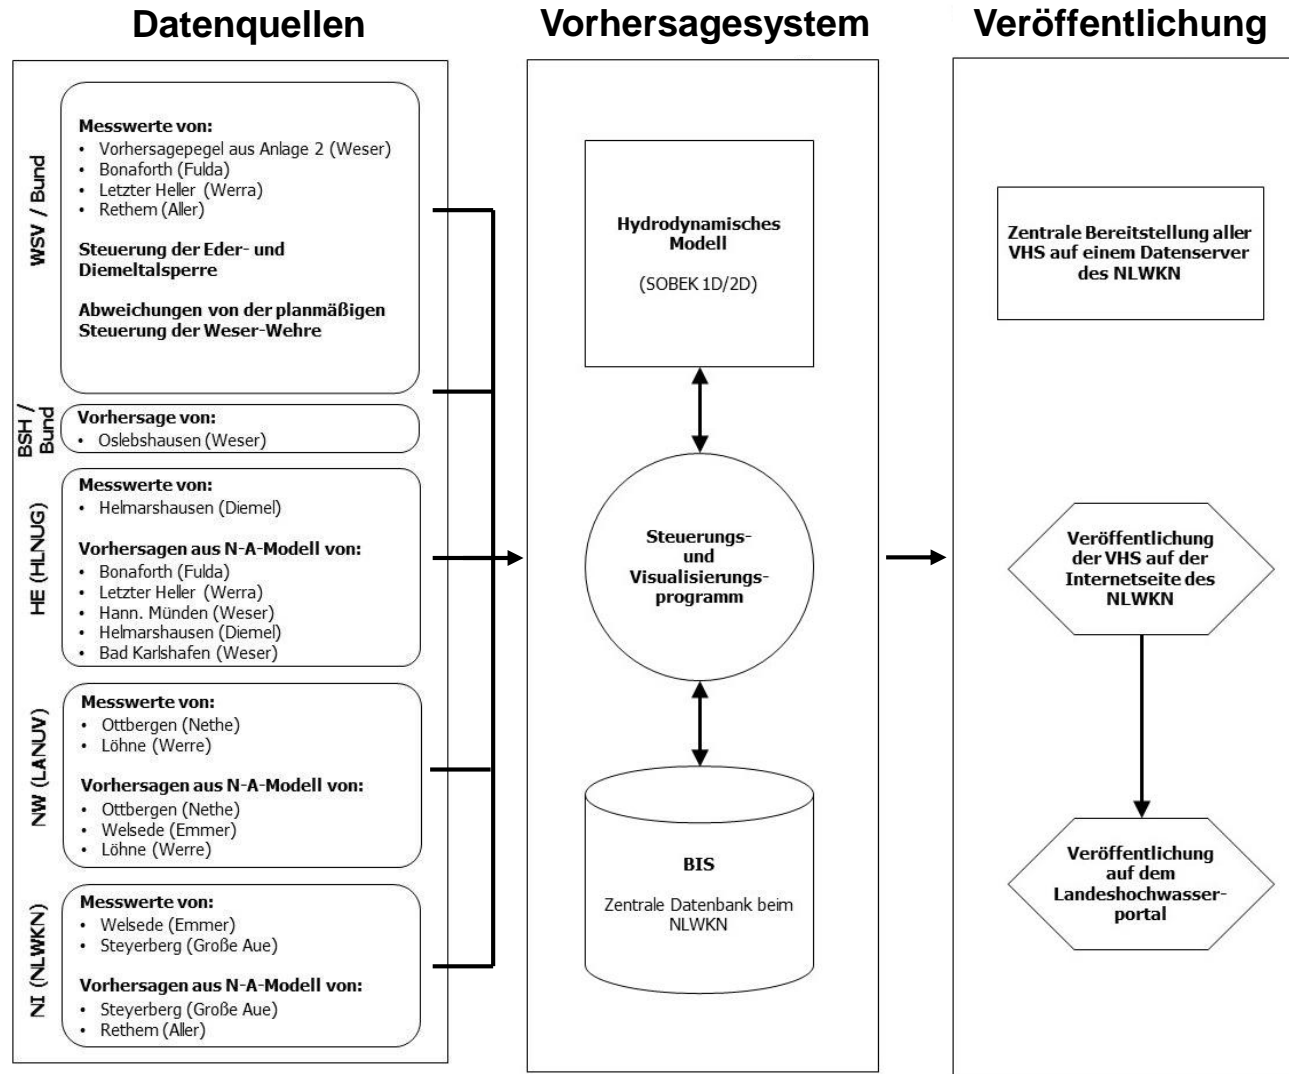 Datenquellen
WSV / Bund
Messwerte von:
• Vorhersagepegel aus Anlage 2 (Weser)
• Bonaforth (Fulda)
• Letzter Heller (Werra)
• Rethem (Aller)
Steuerung der Eder- und
Diemeltalsperre
Abweichungen von der planmäßigen
Steuerung der Weser-Wehre
BSH /
Bund
Vorhersage von:
• Oslebshausen (Weser)
HE (HLNUG)
Messwerte von:
• Helmarshausen (Diemel)
Vorhersagen aus N-A-Modell von:
• Bonaforth (Fulda)
• Letzter Heller (Werra)
• Hann. Münden (Weser)
• Helmarshausen (Diemel)
• Bad Karlshafen (Weser)
NW (LANUV)
Messwerte von:
• Ottbergen (Nethe)
• Löhne (Werre)
Vorhersagen aus N-A-Modell von:
• Ottbergen (Nethe)
• Welsede (Emmer)
• Löhne (Werre)
NI (NLWKN)
Messwerte von:
• Welsede (Emmer)
• Steyerberg (Große Aue)
Vorhersagen aus N-A-Modell von:
• Steyerberg (Große Aue)
• Rethem (Aller)
Vorhersagesystem
Hydrodynamisches
Modell
(SOBEK 1D/2D)
Steuerungs-
und
Visualisierungs-
programm
BIS
Zentrale Datenbank beim
NLWKN
Veröffentlichung
Zentrale Bereitstellung aller
VHS auf einem Datenserver
des NLWKN
Veröffentlichung
der VHS auf der
Internetseite des
NLWKN
Veröffentlichung
auf dem
Landeshochwasser-
portal